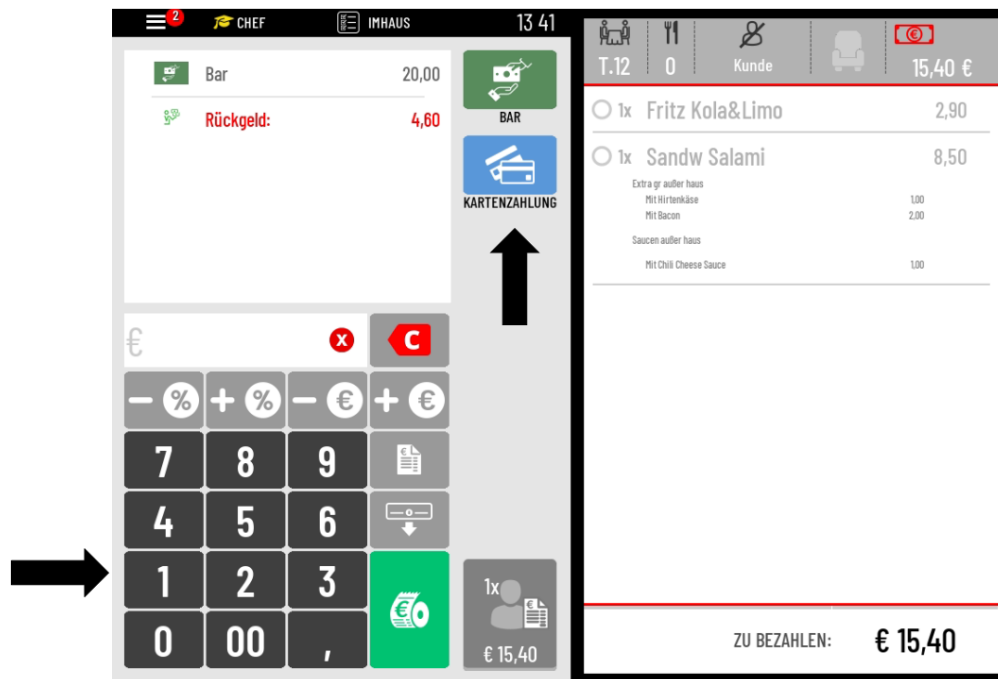 2 CHEF IMHAUS 13 41
Bar 20,00
Rückgeld: 4,60
BAR
KARTENZAHLUNG
€ X C
- % + % - € + €
7 8 9 €
4 5 6
1 2 3 €
0 00 ,
1x €
€ 15,40
T.12 0 Kunde € 15,40 €
1x Fritz Kola&Limo 2,90
1x Sandw Salami 8,50
Extra gr außer haus
Mit Hirtenkäse 1.00
Mit Bacon 2.00
Saucen außer haus
Mit Chili Cheese Sauce 1.00
ZU BEZAHLEN: € 15,40